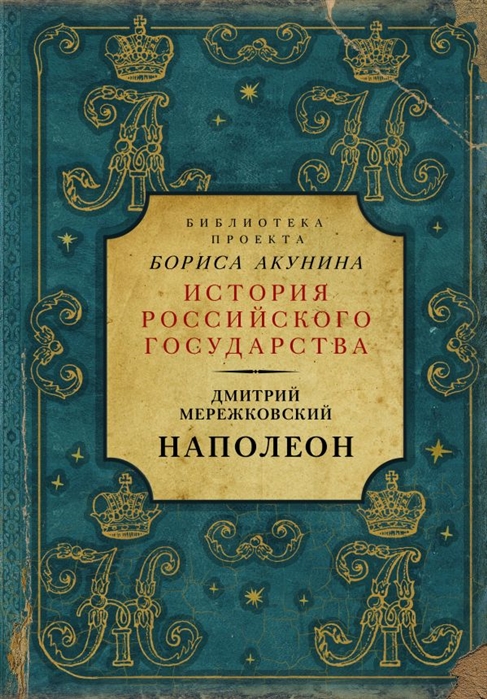 БИБЛИОТЕКА
ПРОЕКТА
БОРИСА АКУНИНА
ИСТОРИЯ
РОССИЙСКОГО
ГОСУДАРСТВА
ДМИТРИЙ
МЕРЕЖКОВСКИЙ
НАПОЛЕОН